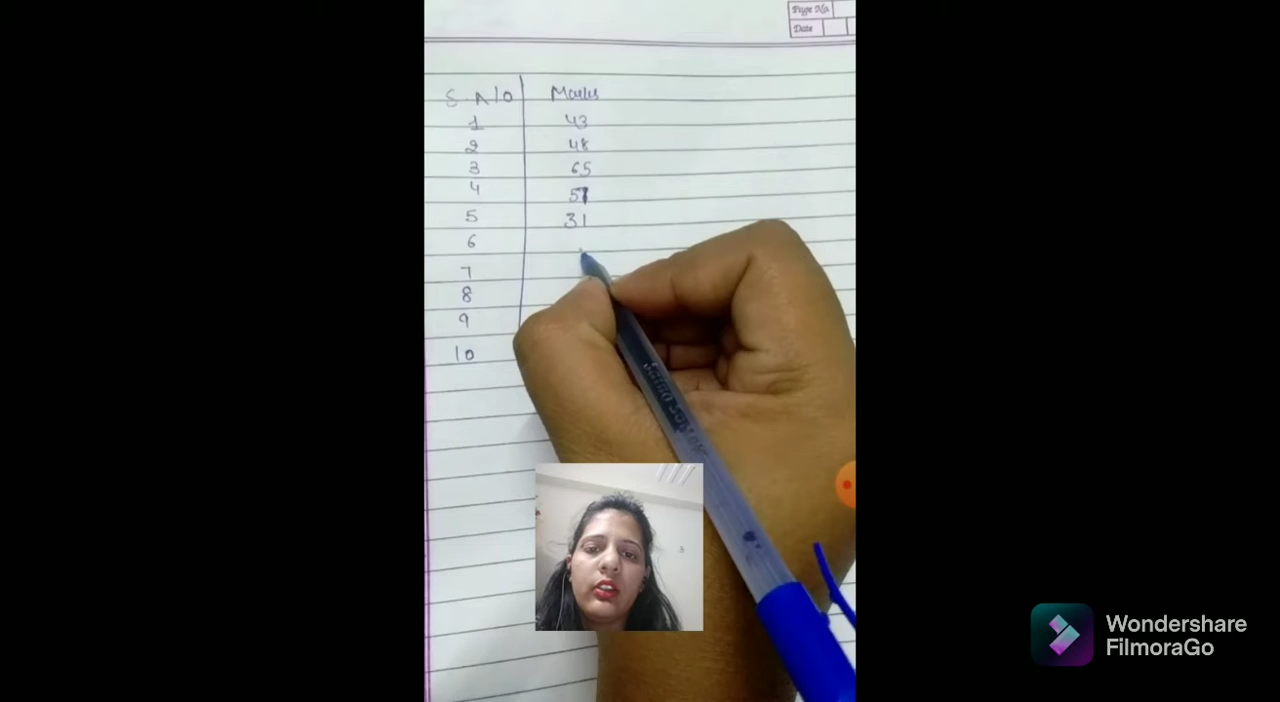 Page No.
Date
S.N/O Marks
1 43
2 48
3 65
4 57
5 31
6
7
8
9
10
Wondershare
FilmoraGo